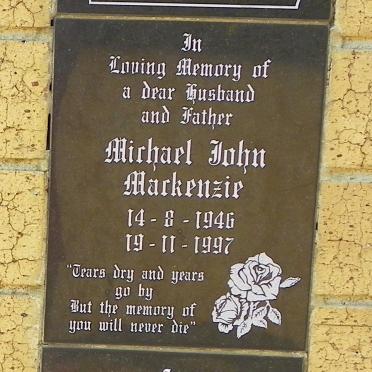 In
Loving Memory of
a dear Husband
and Father
Michael John
Mackenzie
14 - 8 - 1946
19 - 11 - 1997
"Tears dry and years
go by
But the memory of
you will never die"